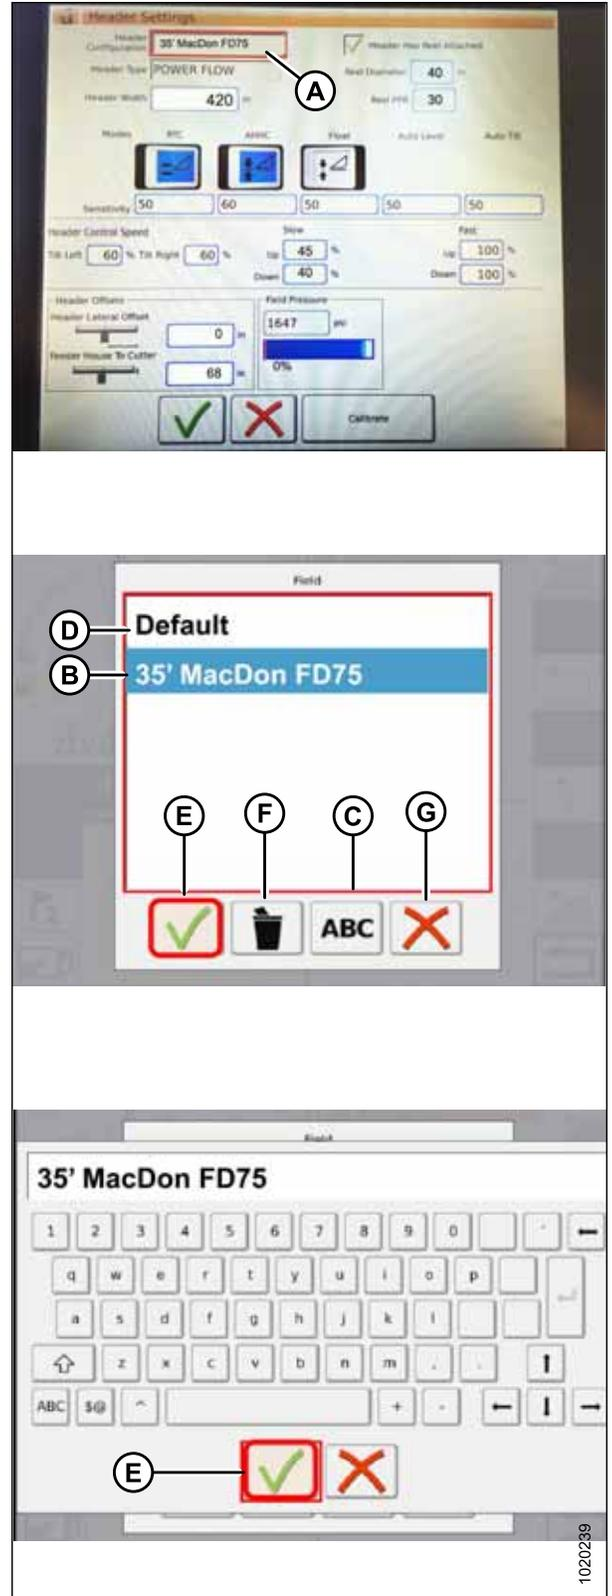 Header Settings
Header Configuration 35' MacDon FD75 Header Has Reel Attached
A
Header Type POWER FLOW Reel Diameter 40 in
Header Width 420 in Reel PPR 30
Modes RTC AHHC Float Auto Level Auto Tilt
Sensitivity 50 60 50 50 50
Header Control Speed Slow Fast
Tilt Left 60 % Tilt Right 60 % Up 45 % Up 100 %
Down 40 % Down 100 %
Header Offsets Field Pressure
Header Lateral Offset 1647 psi
0 in
Feeder House To Cutter 0%
68 in
Calibrate
Field
D Default
B 35' MacDon FD75
E F C G
ABC
Field
35' MacDon FD75
1 2 3 4 5 6 7 8 9 0 '
q w e r t y u i o p
a s d f g h j k l
z x c v b n m , .
ABC $@ ^ + -
E
1020239